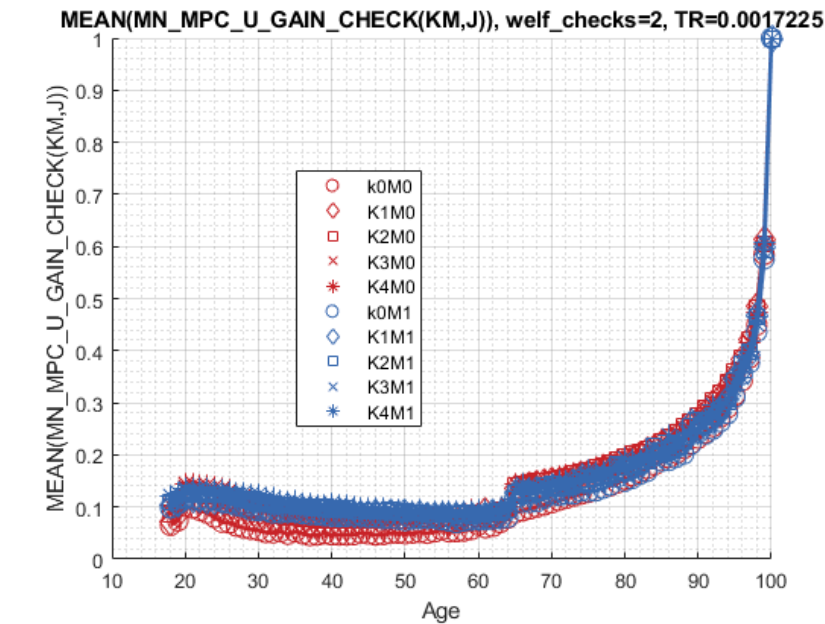 MEAN(MN_MPC_U_GAIN_CHECK(KM,J)), welf_checks=2, TR=0.0017225
MEAN(MN_MPC_U_GAIN_CHECK(KM,J))
1
0.9
0.8
0.7
0.6
0.5
0.4
0.3
0.2
0.1
0
k0M0
K1M0
K2M0
K3M0
K4M0
k0M1
K1M1
K2M1
K3M1
K4M1
10 20 30 40 50 60 70 80 90 100
Age